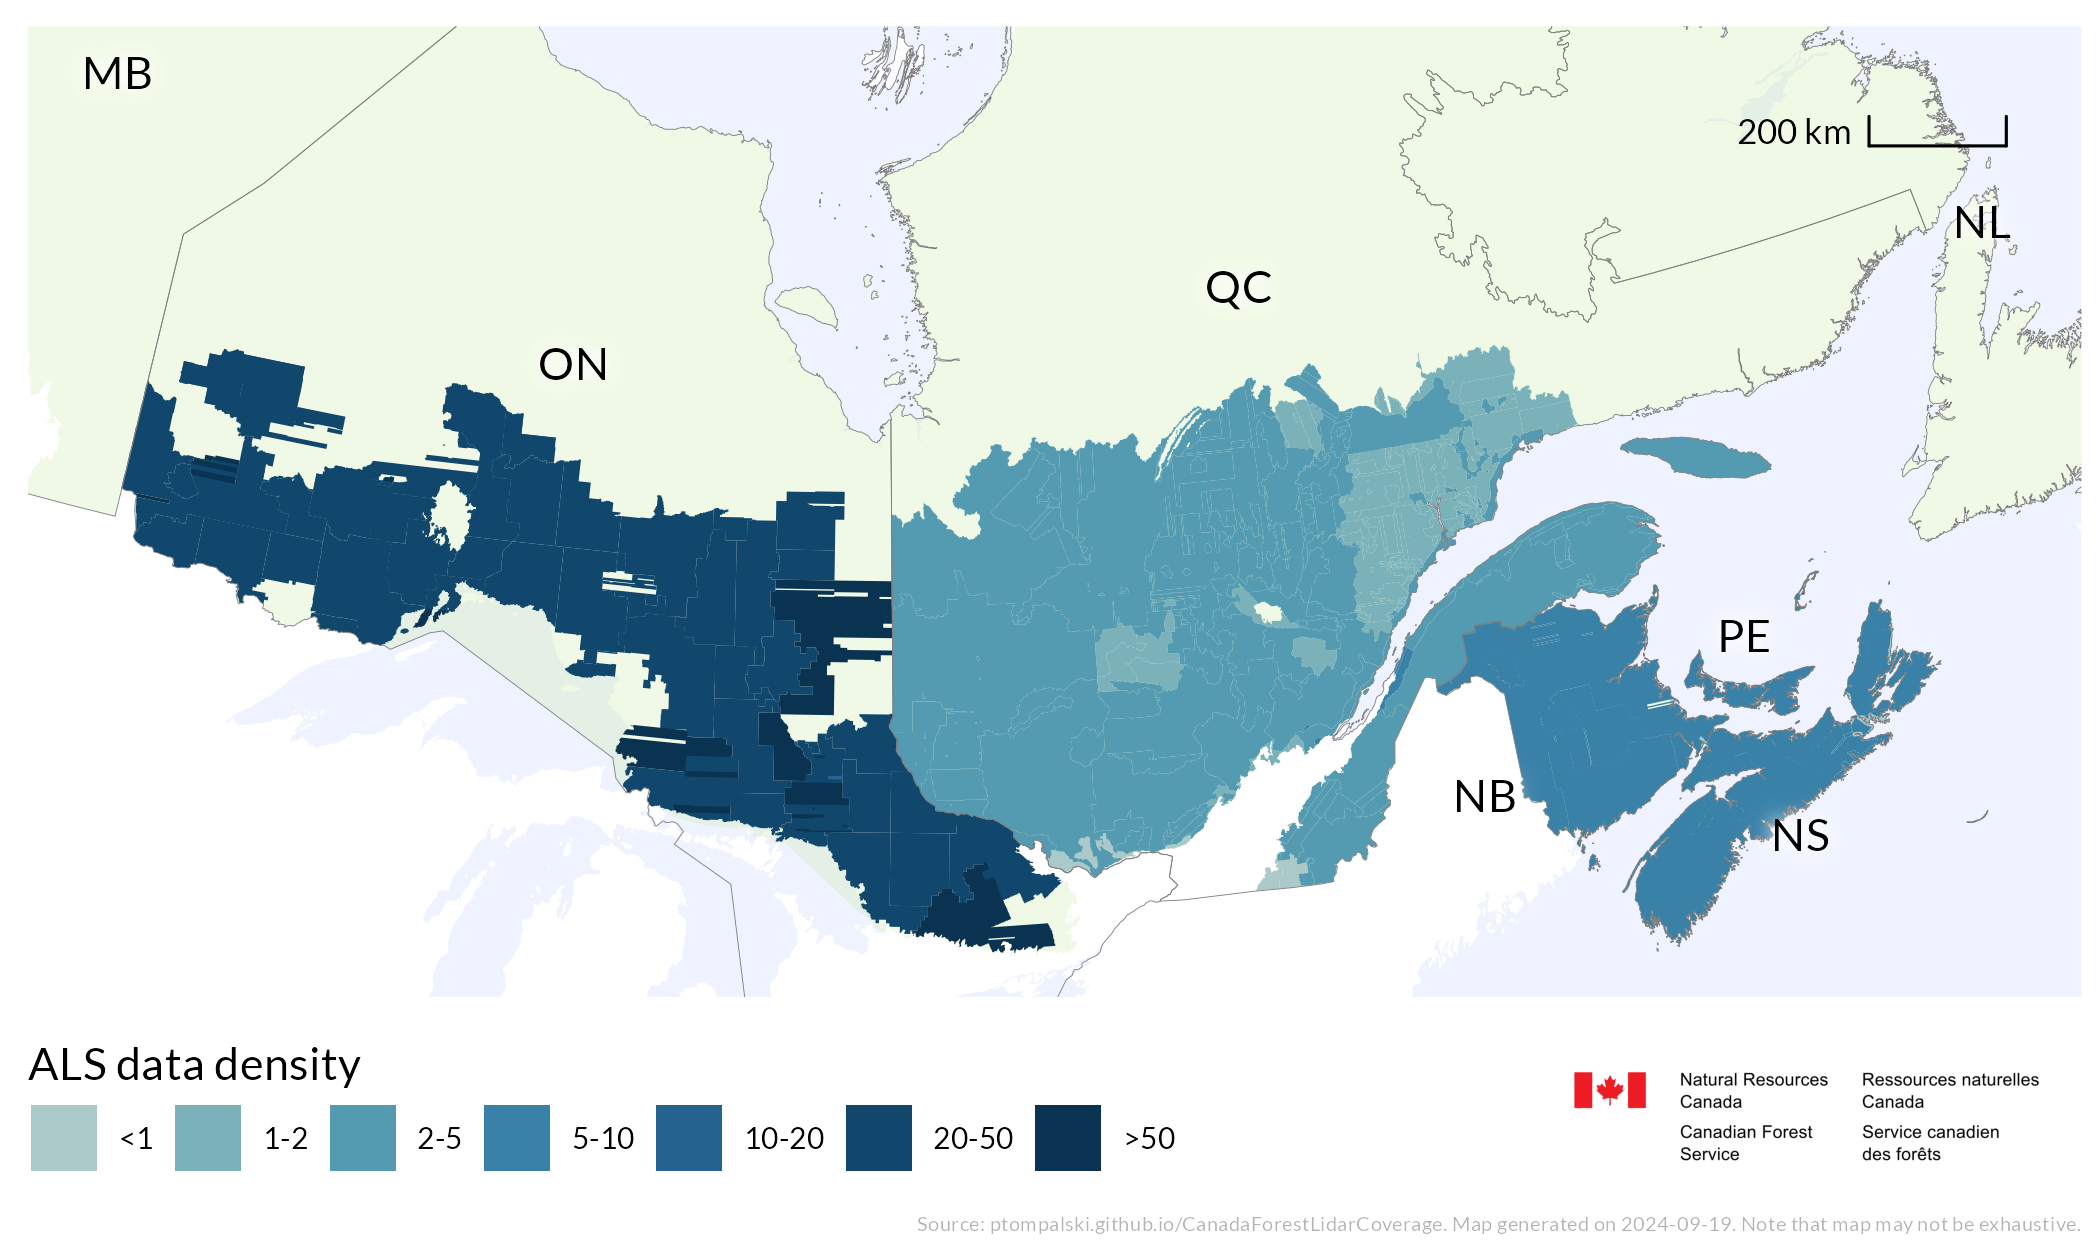 MB
200 km
NL
QC
ON
PE
NB
NS
ALS data density
<1 1-2 2-5 5-10 10-20 20-50 >50
Natural Resources
Canada
Canadian Forest
Service
Ressources naturelles
Canada
Service canadien
des forêts
Source: ptompalski.github.io/CanadaForestLidarCoverage. Map generated on 2024-09-19. Note that map may not be exhaustive.